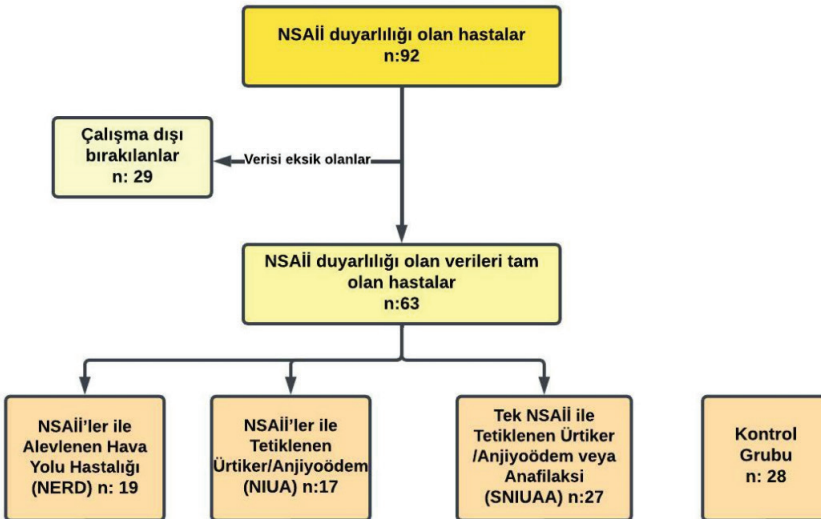 NSAİİ duyarlılığı olan hastalar
n:92
Çalışma dışı
bırakılanlar
n: 29
Verisi eksik olanlar
NSAİİ duyarlılığı olan verileri tam
olan hastalar
n:63
NSAİİ'ler ile
Alevlenen Hava
Yolu Hastalığı
(NERD) n: 19
NSAİİ'ler ile
Tetiklenen
Ürtiker/Anjiyoödem
(NIUA) n:17
Tek NSAİİ ile
Tetiklenen Ürtiker
/Anjiyoödem veya
Anafilaksi
(SNIUAA) n:27
Kontrol
Grubu
n: 28